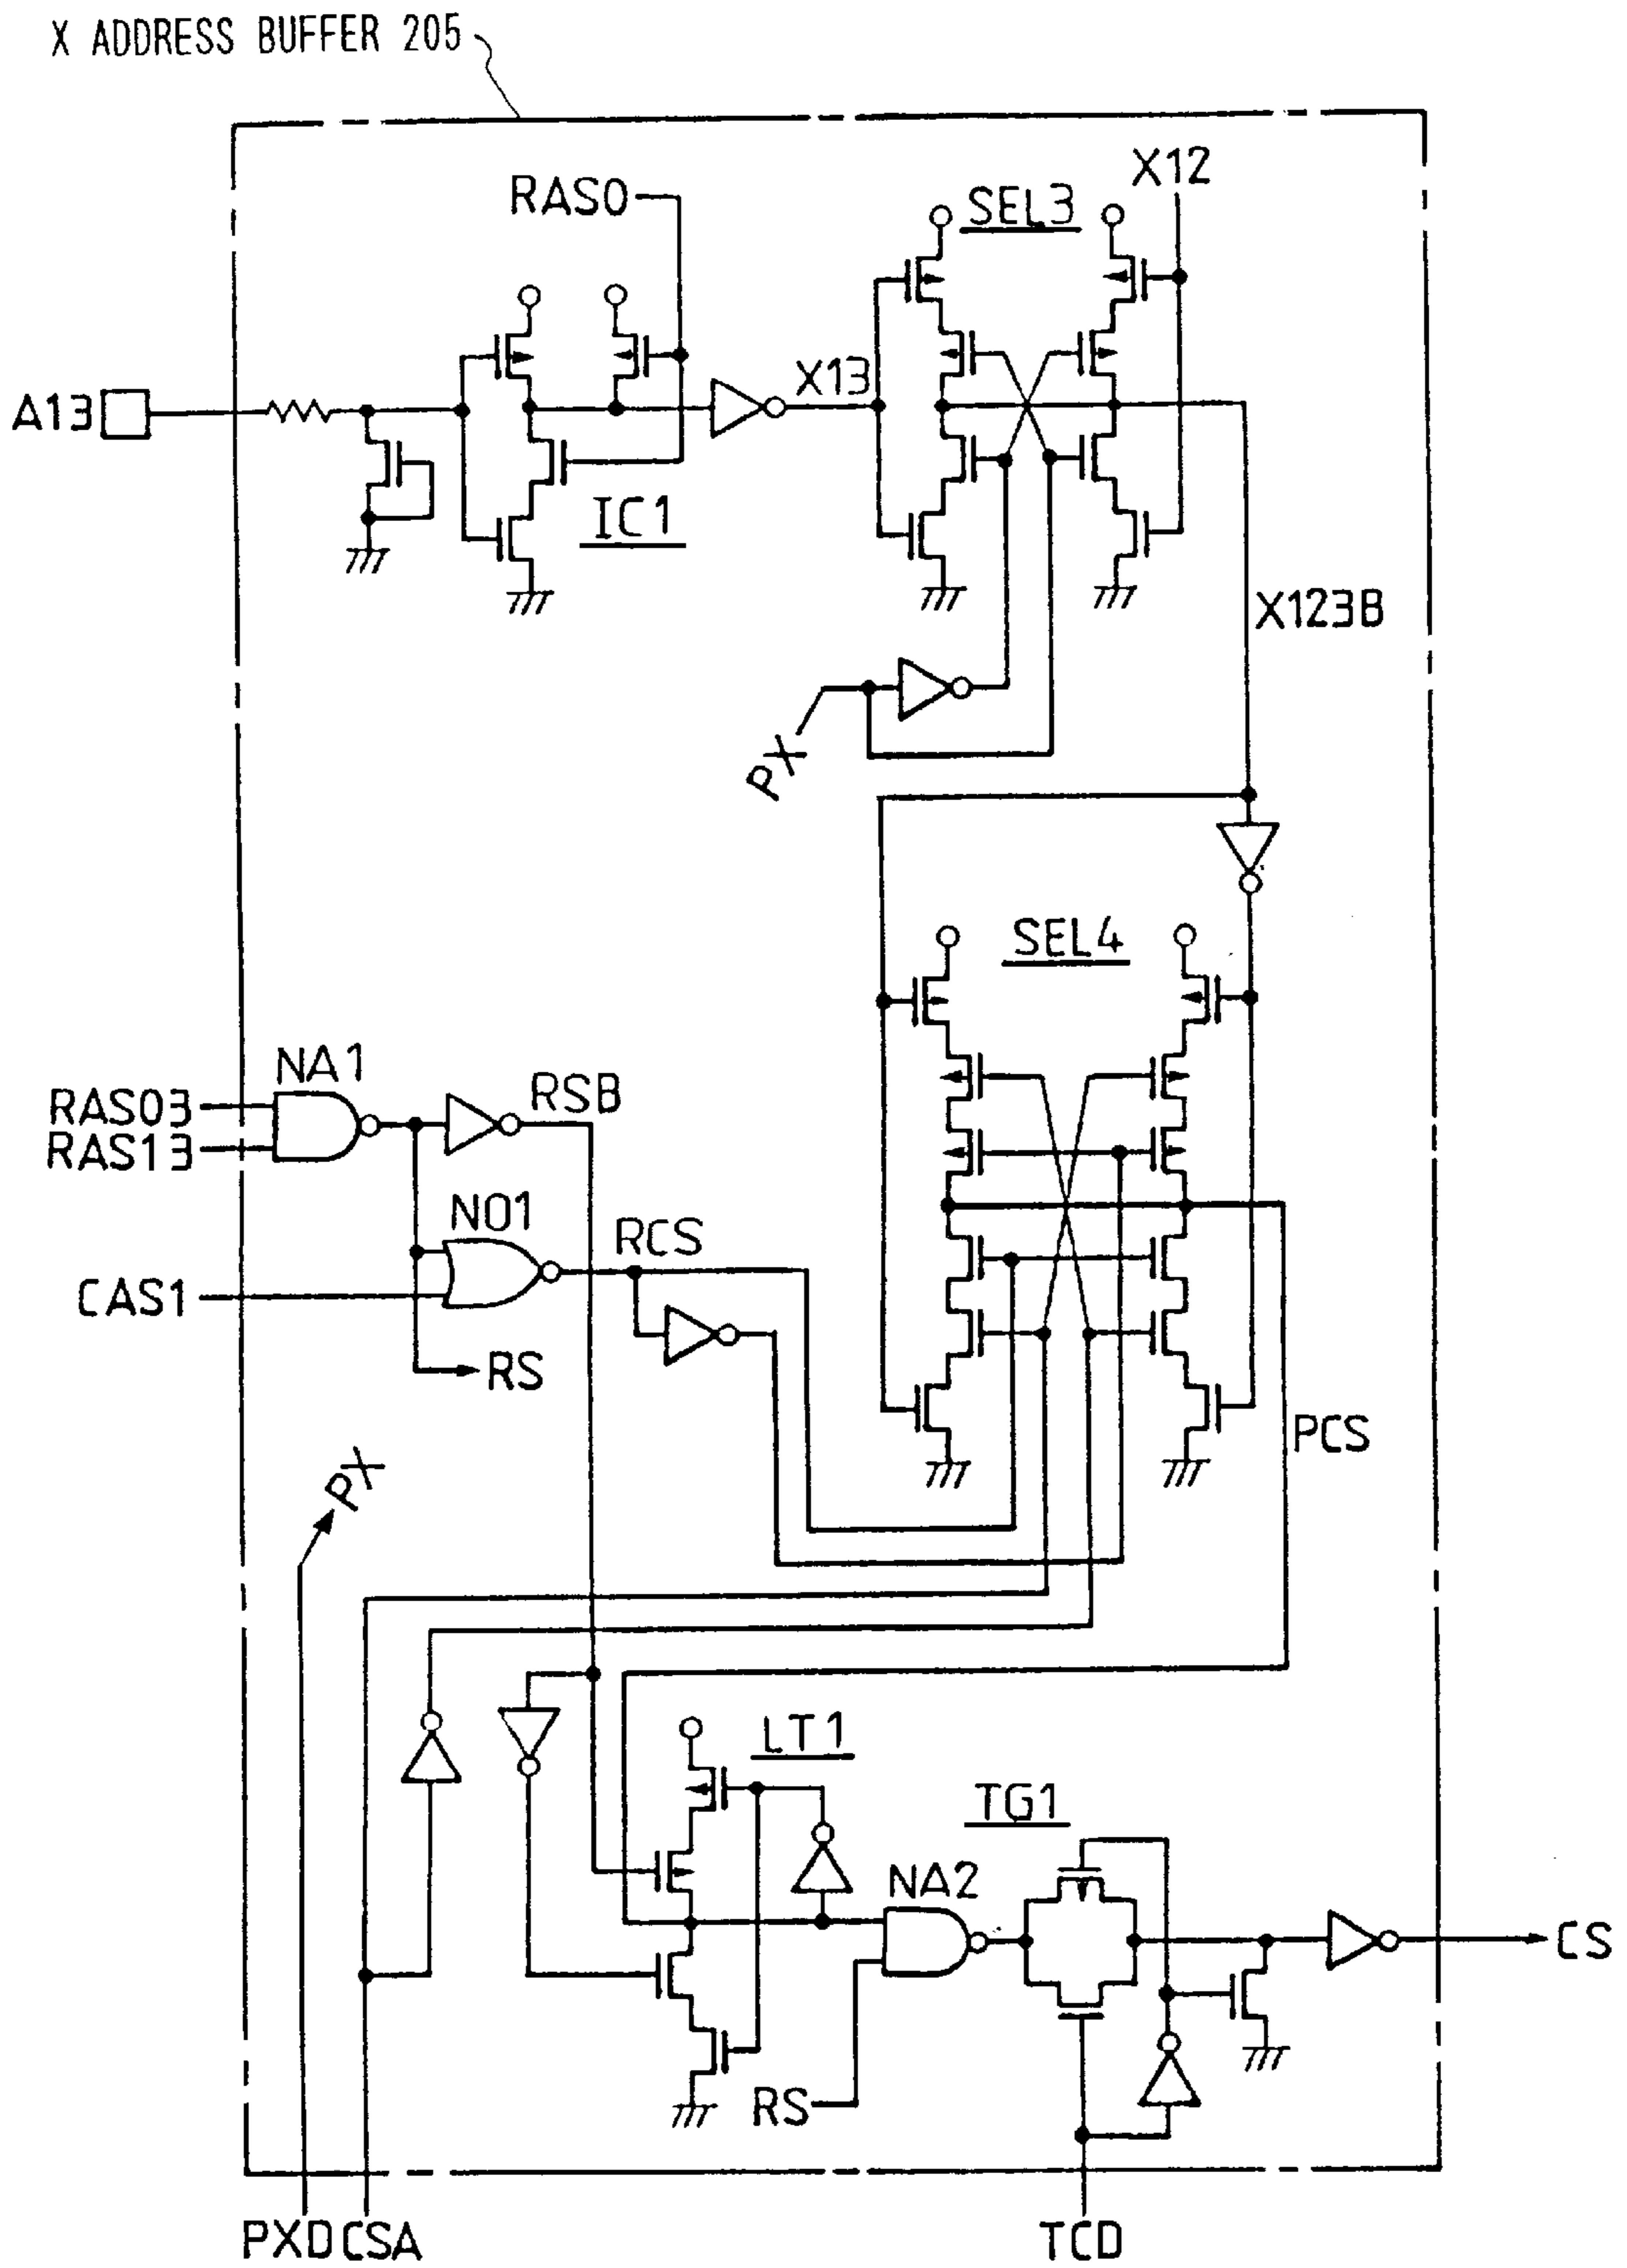 X ADDRESS BUFFER 205
X12
RAS0
SEL3
X13
A13
IC1
X123B
PX
SEL4
NA1
RSB
RAS03
RAS13
NO1
RCS
CAS1
RS
PCS
PX
LT1
TG1
NA2
CS
RS
PXD
CSA
TCD